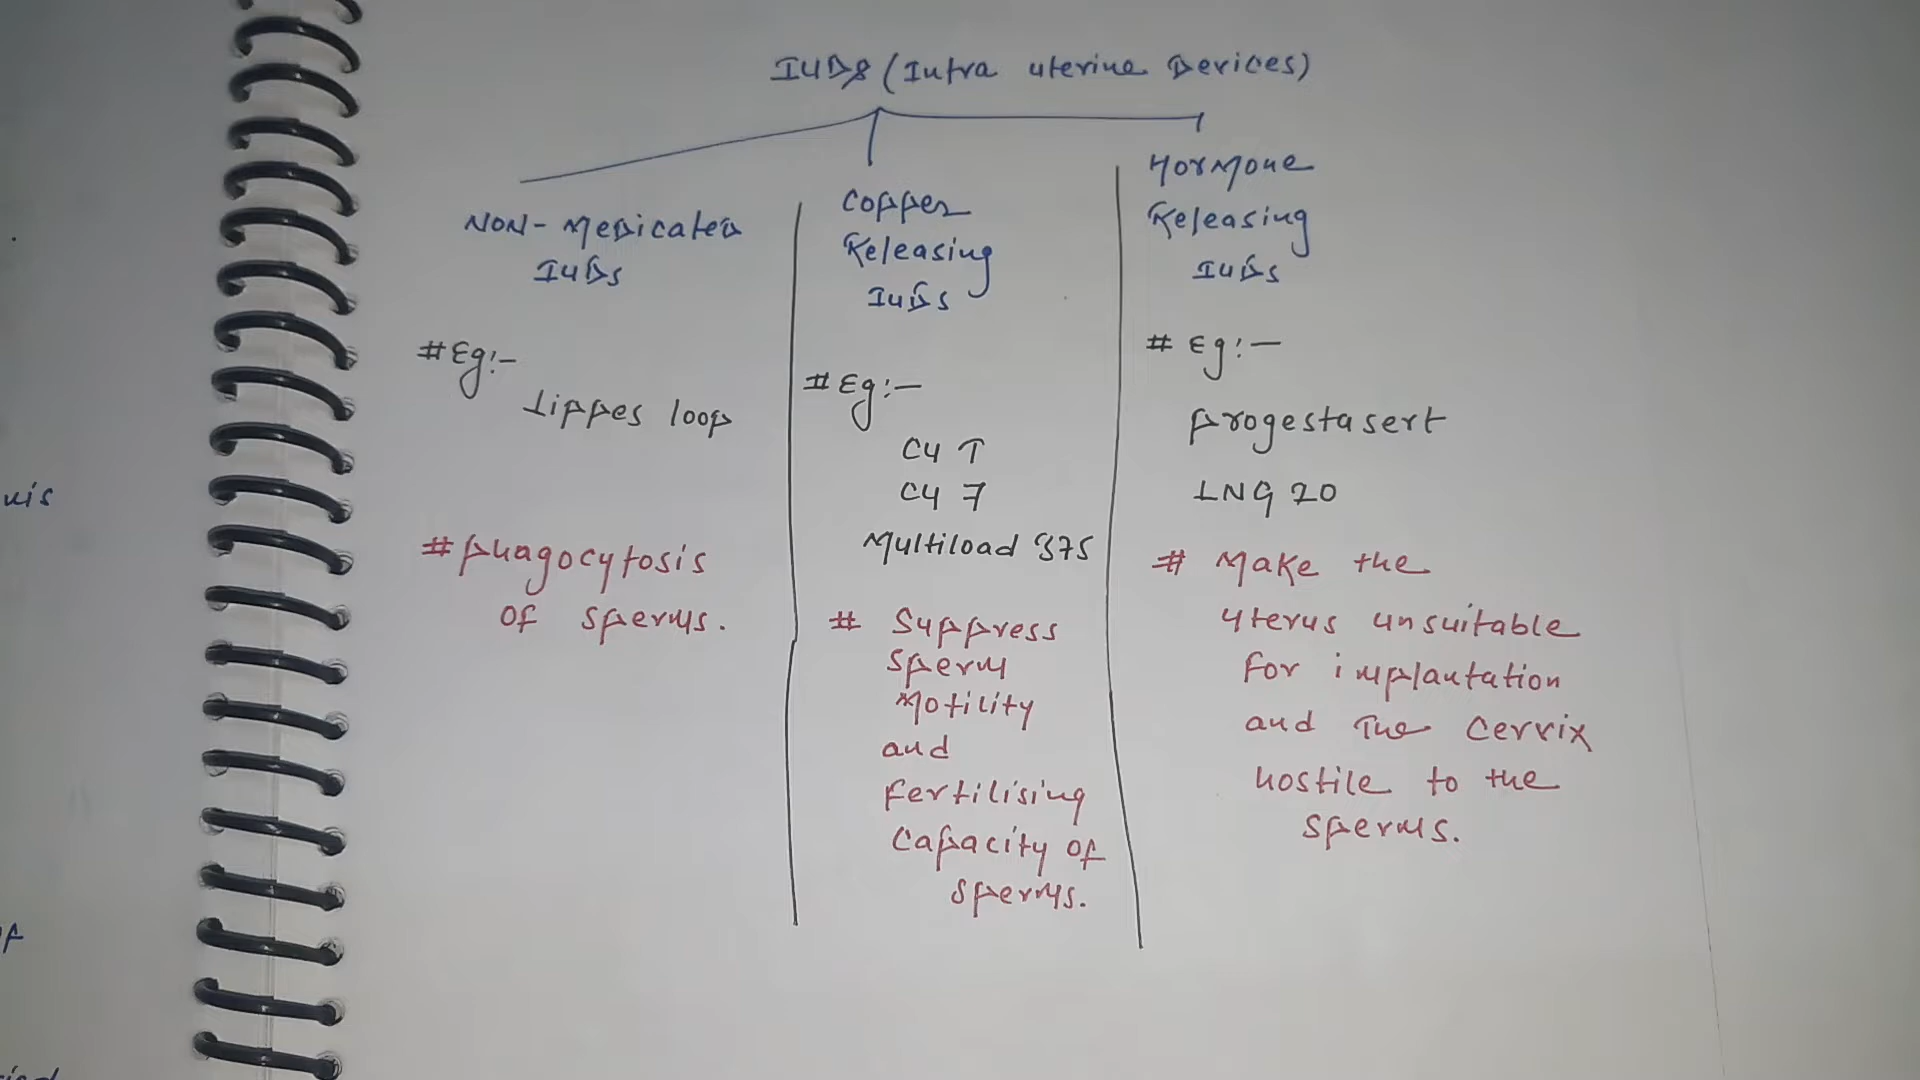 IUDs (Intra uterine Devices)
NON-Medicated
IUDs
#Eg:-
Lippes loop
#phagocytosis
of sperms.
Copper
Releasing
IUDs
#Eg:-
Cu T
Cu 7
Multiload 375
# Suppress
sperm
Motility
and
fertilising
Capacity of
sperms.
Hormone
Releasing
IUDs
# Eg:-
progestasert
LNG 20
# Make the
uterus unsuitable
for implantation
and The Cervix
hostile to the
sperms.